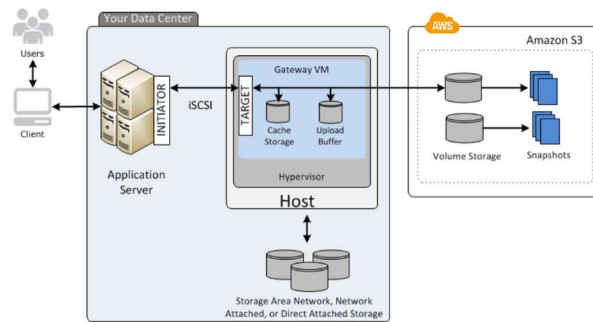 Your Data Center
AWS
Amazon S3
Users
Client
Application
Server
INITIATOR
iSCSI
TARGET
Gateway VM
Cache
Storage
Upload
Buffer
Hypervisor
Host
Storage Area Network, Network
Attached, or Direct Attached Storage
Volume Storage
Snapshots